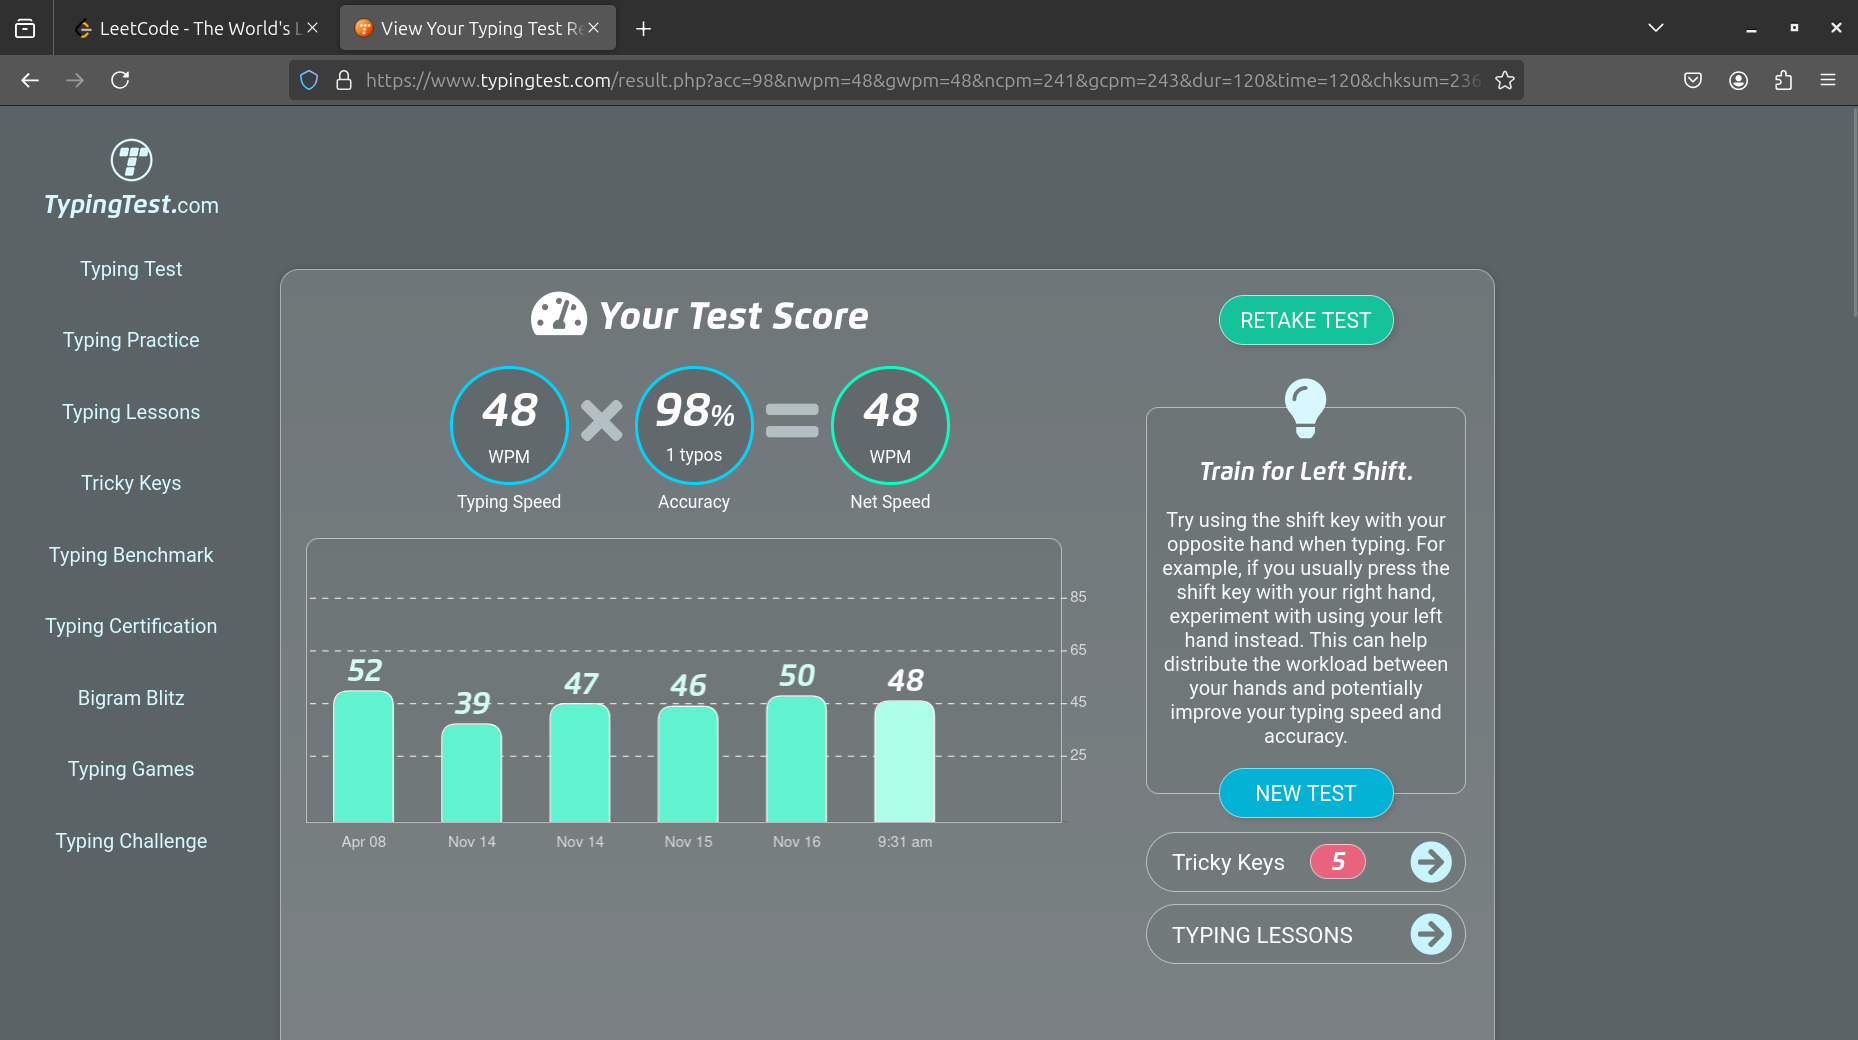 LeetCode - The World's L
View Your Typing Test Re
https://www.typingtest.com/result.php?acc=98&nwpm=48&gwpm=48&ncpm=241&gcpm=243&dur=120&time=120&chksum=236
TypingTest.com
Typing Test
Typing Practice
Typing Lessons
Tricky Keys
Typing Benchmark
Typing Certification
Bigram Blitz
Typing Games
Typing Challenge
Your Test Score
48
WPM
Typing Speed
98%
1 typos
Accuracy
48
WPM
Net Speed
85
65
45
25
52
39
47
46
50
48
Apr 08
Nov 14
Nov 14
Nov 15
Nov 16
9:31 am
RETAKE TEST
Train for Left Shift.
Try using the shift key with your
opposite hand when typing. For
example, if you usually press the
shift key with your right hand,
experiment with using your left
hand instead. This can help
distribute the workload between
your hands and potentially
improve your typing speed and
accuracy.
NEW TEST
Tricky Keys 5
TYPING LESSONS